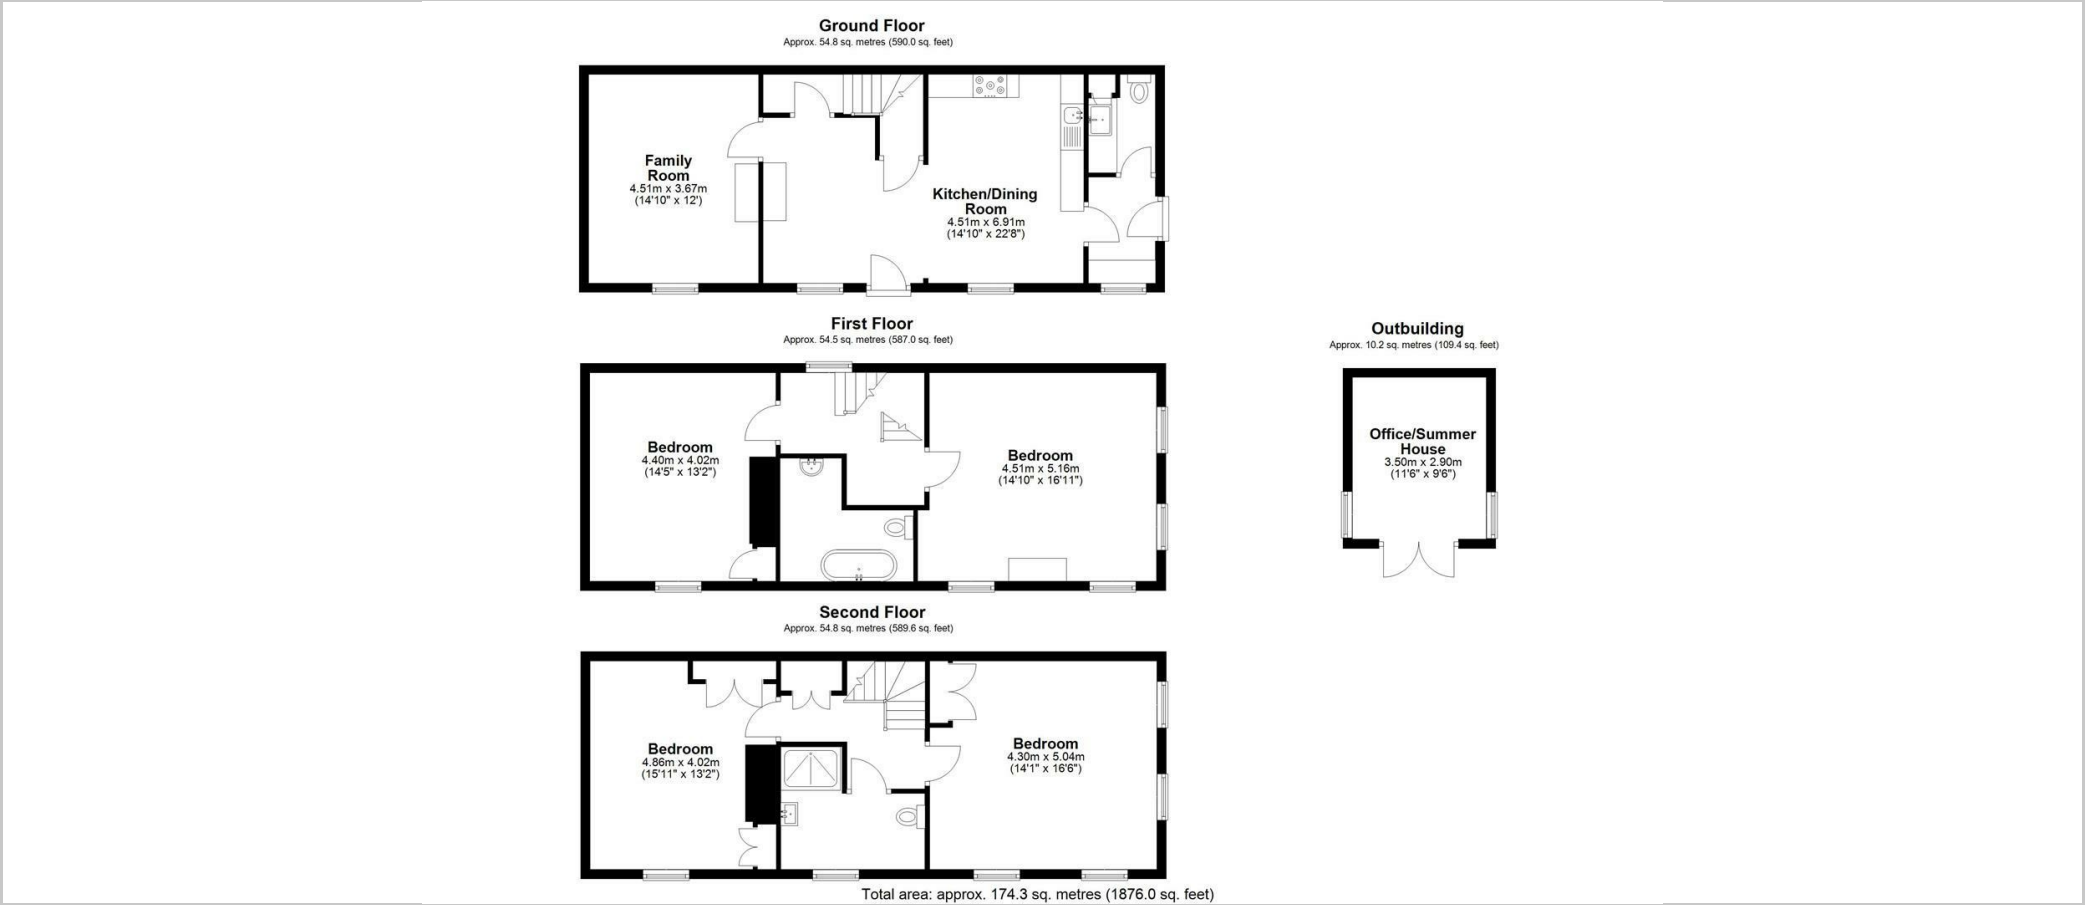 Ground Floor
Approx. 54.8 sq. metres (590.0 sq. feet)
Family
Room
4.51m x 3.67m
(14'10" x 12')
Kitchen/Dining
Room
4.51m x 6.91m
(14'10" x 22'8")
First Floor
Approx. 54.5 sq. metres (587.0 sq. feet)
Bedroom
4.40m x 4.02m
(14'5" x 13'2")
Bedroom
4.51m x 5.16m
(14'10" x 16'11")
Outbuilding
Approx. 10.2 sq. metres (109.4 sq. feet)
Office/Summer
House
3.50m x 2.90m
(11'6" x 9'6")
Second Floor
Approx. 54.8 sq. metres (589.6 sq. feet)
Bedroom
4.86m x 4.02m
(15'11" x 13'2")
Bedroom
4.30m x 5.04m
(14'1" x 16'6")
Total area: approx. 174.3 sq. metres (1876.0 sq. feet)